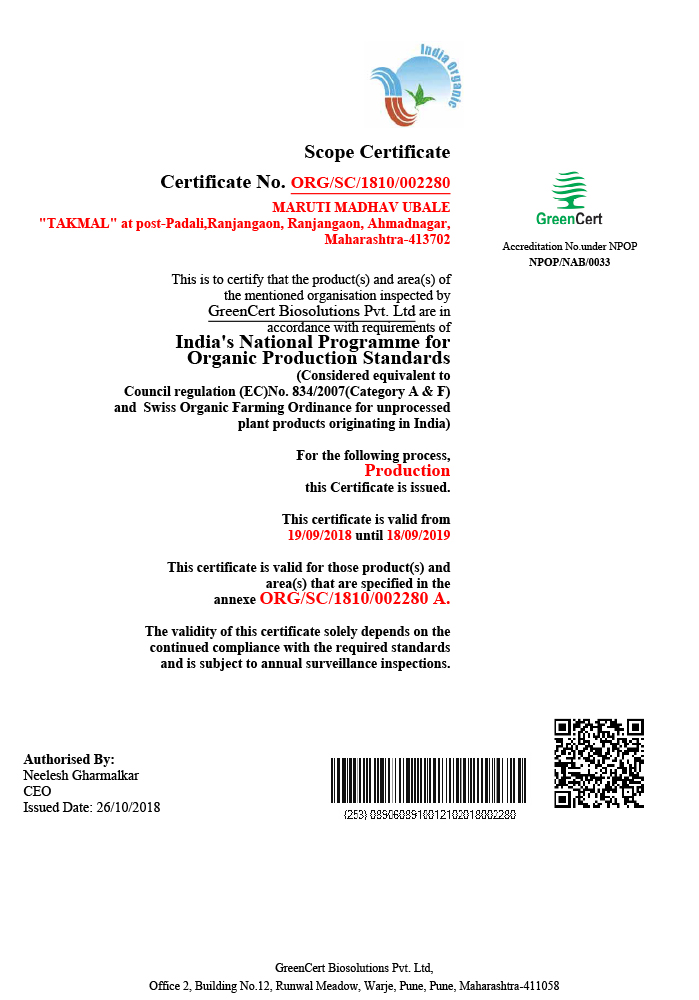 India Organic
Scope Certificate
Certificate No. ORG/SC/1810/002280
MARUTI MADHAV UBALE
"TAKMAL" at post-Padali,Ranjangaon, Ranjangaon, Ahmadnagar,
Maharashtra-413702
GreenCert
Accreditation No.under NPOP
NPOP/NAB/0033
This is to certify that the product(s) and area(s) of
the mentioned organisation inspected by
GreenCert Biosolutions Pvt. Ltd are in
accordance with requirements of
India's National Programme for
Organic Production Standards
(Considered equivalent to
Council regulation (EC)No. 834/2007(Category A & F)
and  Swiss Organic Farming Ordinance for unprocessed
plant products originating in India)
For the following process,
Production
this Certificate is issued.
This certificate is valid from
19/09/2018 until 18/09/2019
This certificate is valid for those product(s) and
area(s) that are specified in the
annexe ORG/SC/1810/002280 A.
The validity of this certificate solely depends on the
continued compliance with the required standards
and is subject to annual surveillance inspections.
Authorised By:
Neelesh Gharmalkar
CEO
Issued Date: 26/10/2018
(253) 0890608910012102018002280
GreenCert Biosolutions Pvt. Ltd,
Office 2, Building No.12, Runwal Meadow, Warje, Pune, Pune, Maharashtra-411058